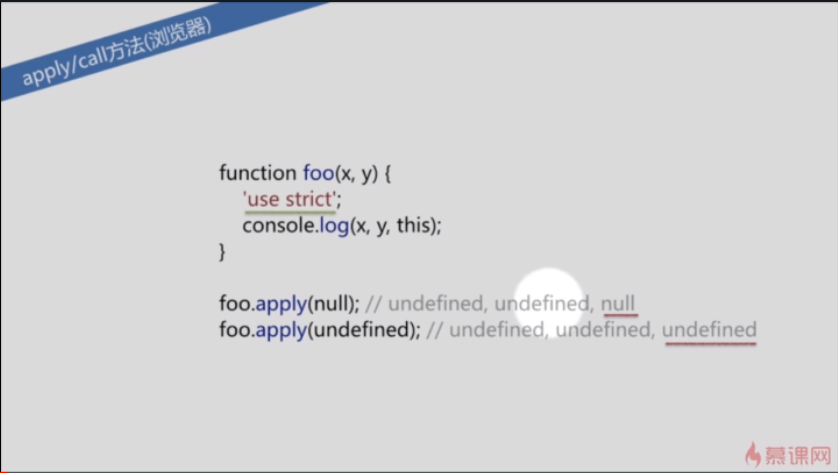 apply/call方法(浏览器)
function foo(x, y) {
'use strict';
console.log(x, y, this);
}
foo.apply(null); // undefined, undefined, null
foo.apply(undefined); // undefined, undefined, undefined
慕课网